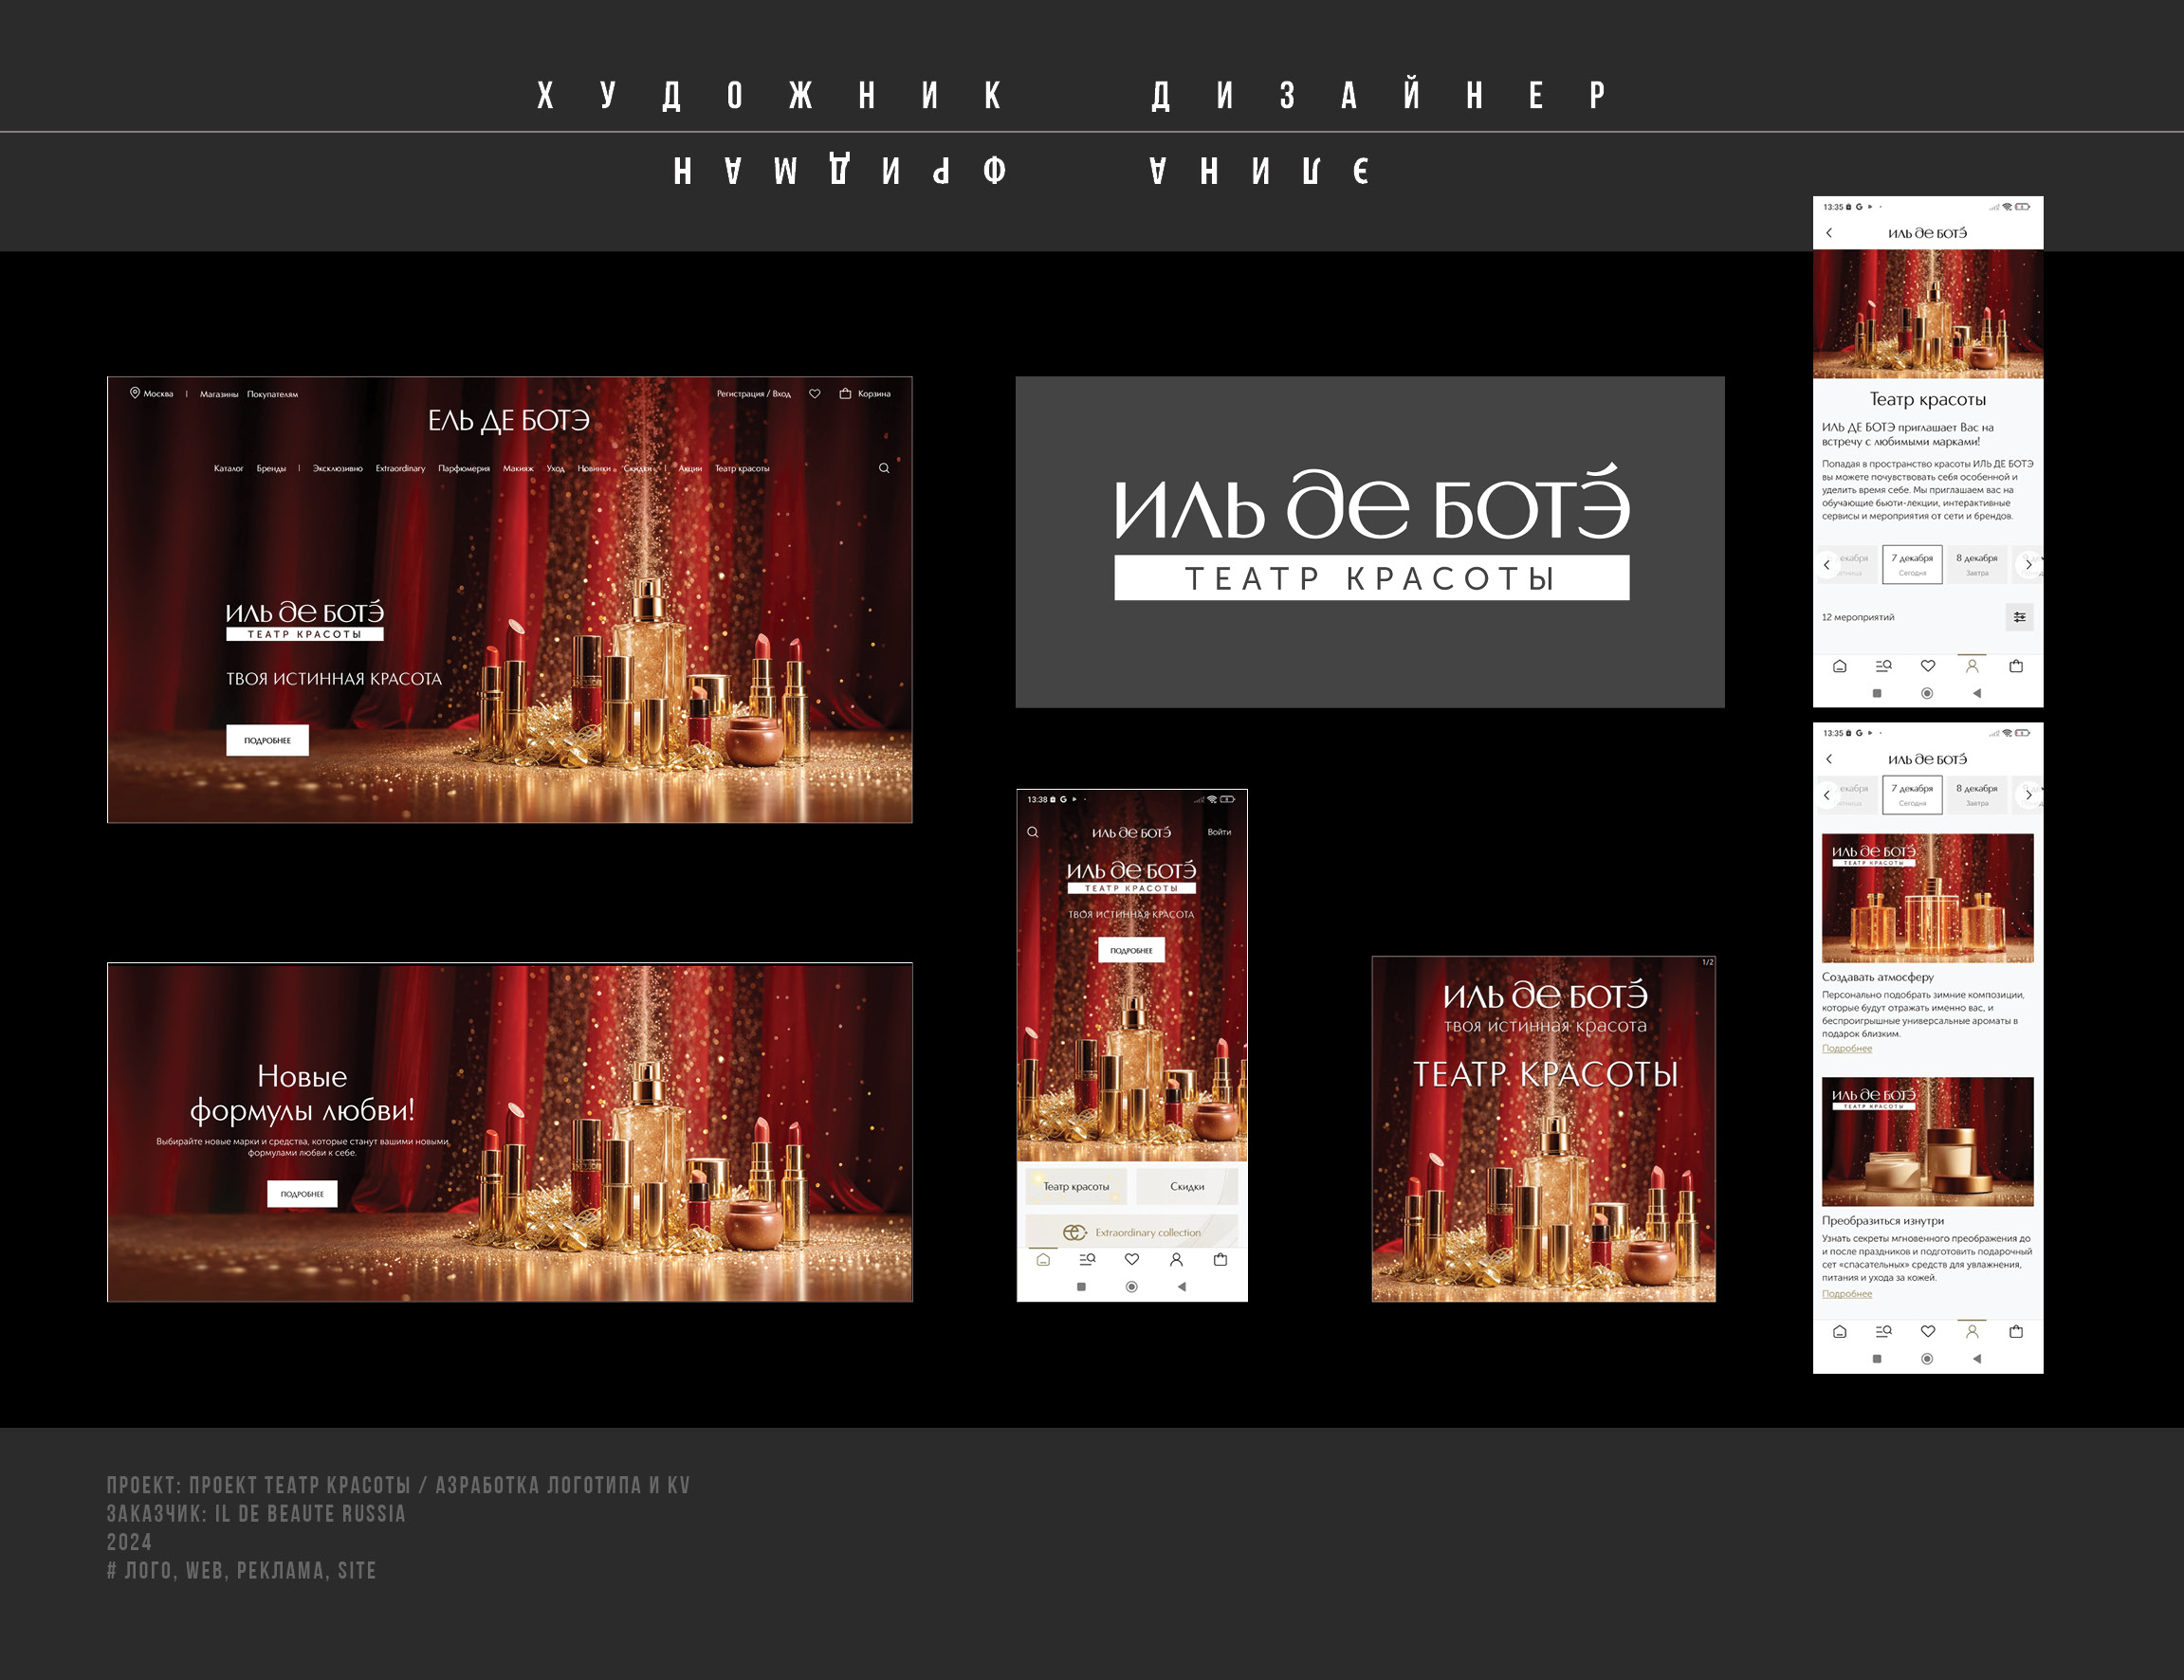 ХУДОЖНИК ДИЗАЙНЕР
ЭЛИНА ФРИДМАН
Москва | Магазины Покупателям
Регистрация / Вход Корзина
ЕЛЬ ДЕ БОТЭ
Каталог Бренды | Эксклюзивно Extraordinary Парфюмерия Макияж Уход Новинки Скидки | Акции Театр красоты
ИЛЬ де БОТЭ
ТЕАТР КРАСОТЫ
ТВОЯ ИСТИННАЯ КРАСОТА
ПОДРОБНЕЕ
ИЛЬ де БОТЭ
ТЕАТР КРАСОТЫ
13:35
ИЛЬ де БОТЭ
Театр красоты
ИЛЬ ДЕ БОТЭ приглашает Вас на
встречу с любимыми марками!
Попадая в пространство красоты ИЛЬ ДЕ БОТЭ
вы можете почувствовать себя особенной и
уделить время себе. Мы приглашаем вас на
обучающие бьюти-лекции, интерактивные
сервисы и мероприятия от сети и брендов.
екабря 7 декабря 8 декабря
Сегодня Завтра
12 мероприятий
Новые
формулы любви!
Выбирайте новые марки и средства, которые станут вашими новыми
формулами любви к себе.
ПОДРОБНЕЕ
13:38
ИЛЬ де БОТЭ Войти
ИЛЬ де БОТЭ
ТЕАТР КРАСОТЫ
ТВОЯ ИСТИННАЯ КРАСОТА
ПОДРОБНЕЕ
Театр красоты Скидки
Extraordinary collection
1/2
ИЛЬ де БОТЭ
твоя истинная красота
ТЕАТР КРАСОТЫ
13:35
ИЛЬ де БОТЭ
екабря 7 декабря 8 декабря
Сегодня Завтра
ИЛЬ де БОТЭ
ТЕАТР КРАСОТЫ
Создавать атмосферу
Персонально подобрать зимние композиции,
которые будут отражать именно вас, и
беспроигрышные универсальные ароматы в
подарок близким.
Подробнее
ИЛЬ де БОТЭ
ТЕАТР КРАСОТЫ
Преобразиться изнутри
Узнать секреты мгновенного преображения до
и после праздников и подготовить подарочный
сет «спасательных» средств для увлажнения,
питания и ухода за кожей.
Подробнее
ПРОЕКТ: ПРОЕКТ ТЕАТР КРАСОТЫ / АЗРАБОТКА ЛОГОТИПА И KV
ЗАКАЗЧИК: IL DE BEAUTE RUSSIA
2024
# ЛОГО, WEB, РЕКЛАМА, SITE